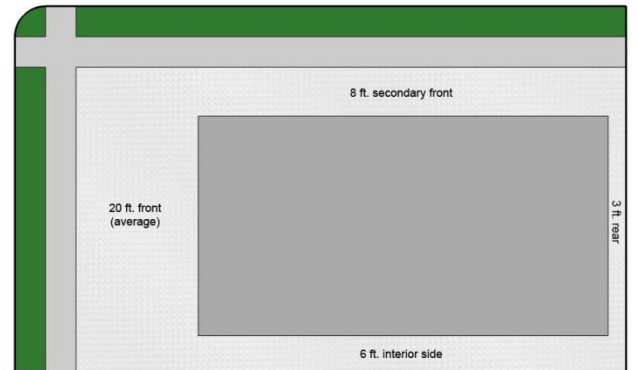 8 ft. secondary front
20 ft. front
(average)
3 ft. rear
6 ft. interior side